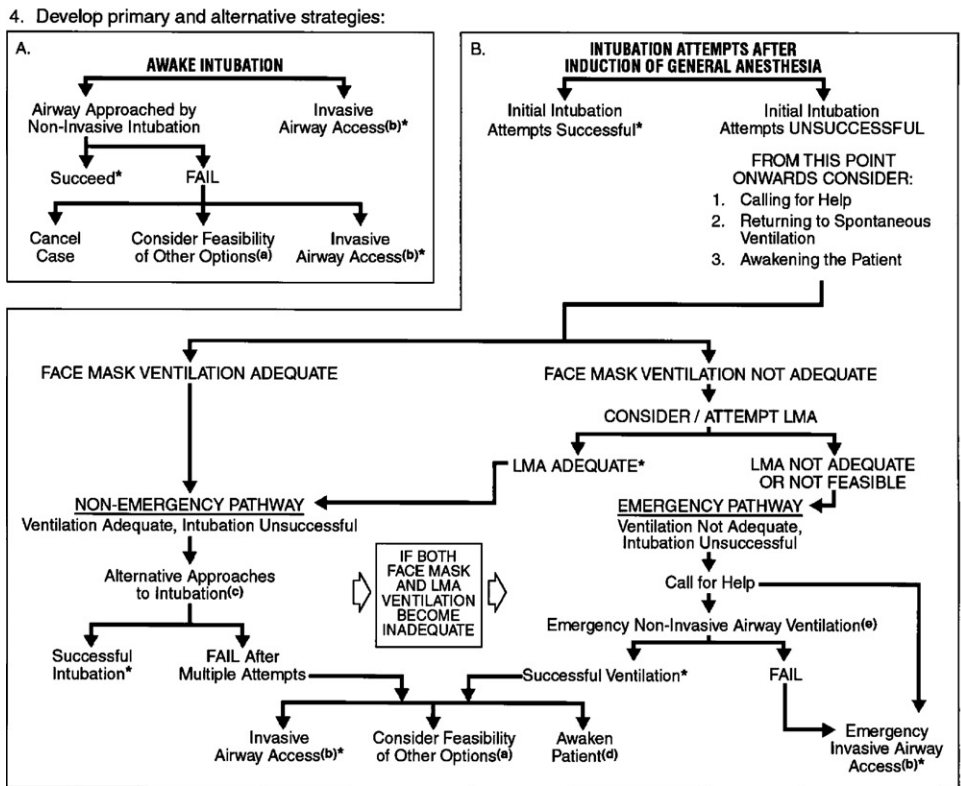 4. Develop primary and alternative strategies:
A.
AWAKE INTUBATION
Airway Approached by
Non-Invasive Intubation
Invasive
Airway Access(b)*
Succeed*
FAIL
Cancel
Case
Consider Feasibility
of Other Options(a)
Invasive
Airway Access(b)*
B.
INTUBATION ATTEMPTS AFTER
INDUCTION OF GENERAL ANESTHESIA
Initial Intubation
Attempts Successful*
Initial Intubation
Attempts UNSUCCESSFUL
FROM THIS POINT
ONWARDS CONSIDER:
1. Calling for Help
2. Returning to Spontaneous
Ventilation
3. Awakening the Patient
FACE MASK VENTILATION ADEQUATE
FACE MASK VENTILATION NOT ADEQUATE
CONSIDER / ATTEMPT LMA
LMA ADEQUATE*
LMA NOT ADEQUATE
OR NOT FEASIBLE
NON-EMERGENCY PATHWAY
Ventilation Adequate, Intubation Unsuccessful
EMERGENCY PATHWAY
Ventilation Not Adequate,
Intubation Unsuccessful
Alternative Approaches
to Intubation(c)
IF BOTH
FACE MASK
AND LMA
VENTILATION
BECOME
INADEQUATE
Call for Help
Emergency Non-Invasive Airway Ventilation(e)
Successful
Intubation*
FAIL After
Multiple Attempts
Successful Ventilation*
FAIL
Invasive
Airway Access(b)*
Consider Feasibility
of Other Options(a)
Awaken
Patient(d)
Emergency
Invasive Airway
Access(b)*